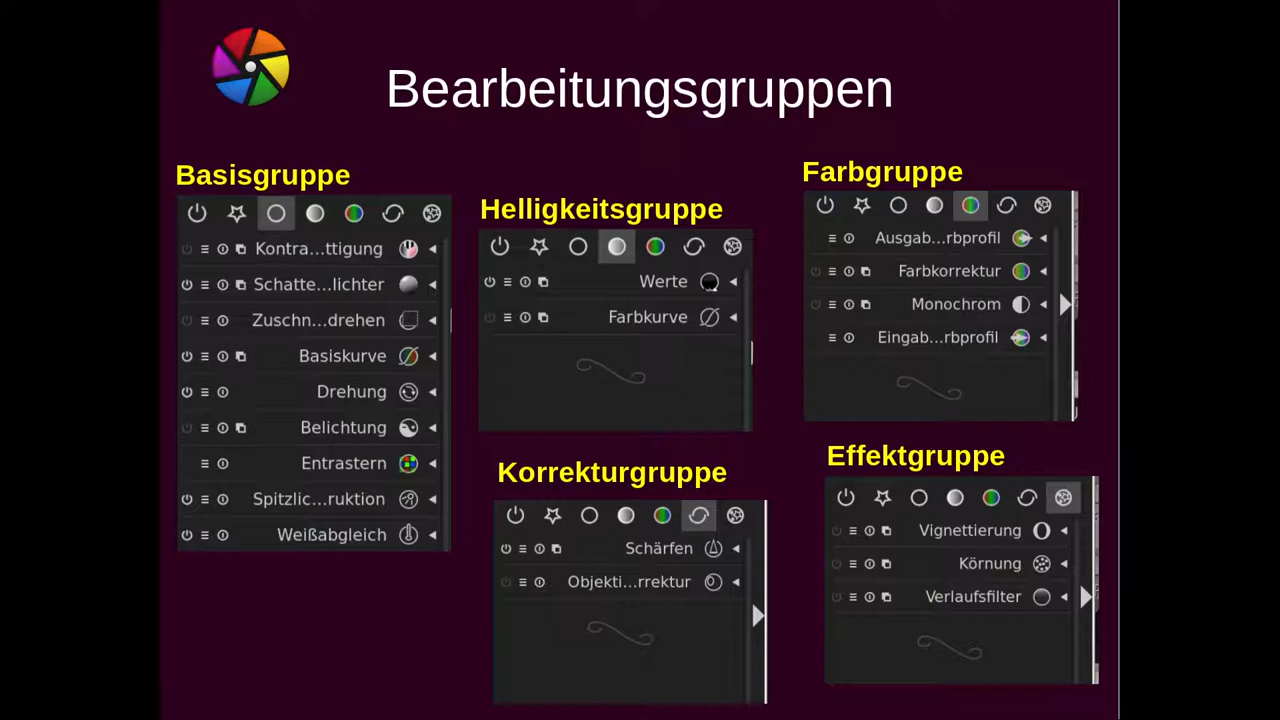 Bearbeitungsgruppen
Basisgruppe
Kontra...ttigung
Schatte...lichter
Zuschn...drehen
Basiskurve
Drehung
Belichtung
Entrastern
Spitzlic...ruktion
Weißabgleich
Helligkeitsgruppe
Werte
Farbkurve
Farbgruppe
Ausgab...rbprofil
Farbkorrektur
Monochrom
Eingab...rbprofil
Korrekturgruppe
Schärfen
Objekti...rrektur
Effektgruppe
Vignettierung
Körnung
Verlaufsfilter